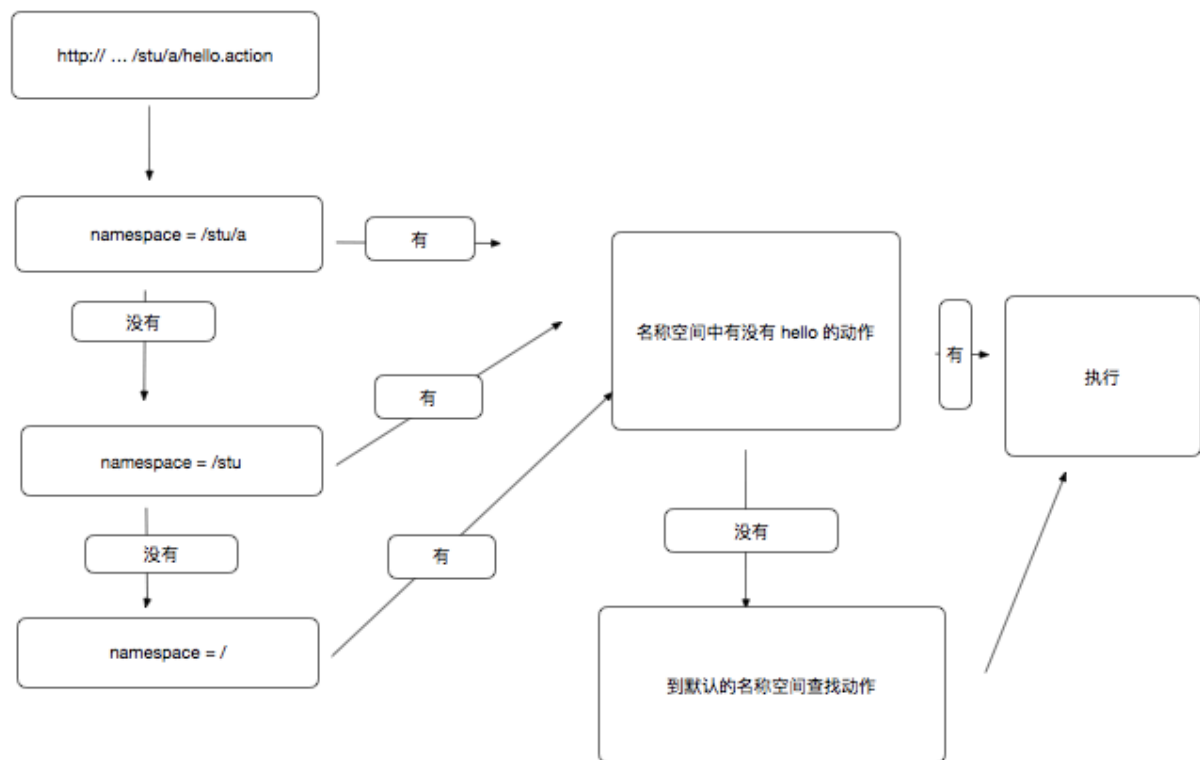 http:// ... /stu/a/hello.action
namespace = /stu/a
有
没有
名称空间中有没有 hello 的动作
有
执行
有
namespace = /stu
没有
有
没有
namespace = /
到默认的名称空间查找动作